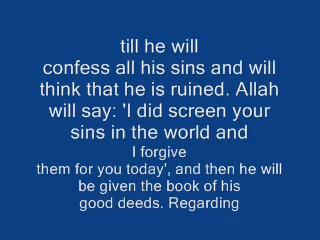 till he will
confess all his sins and will
think that he is ruined. Allah
will say: 'I did screen your
sins in the world and
I forgive
them for you today', and then he will
be given the book of his
good deeds. Regarding